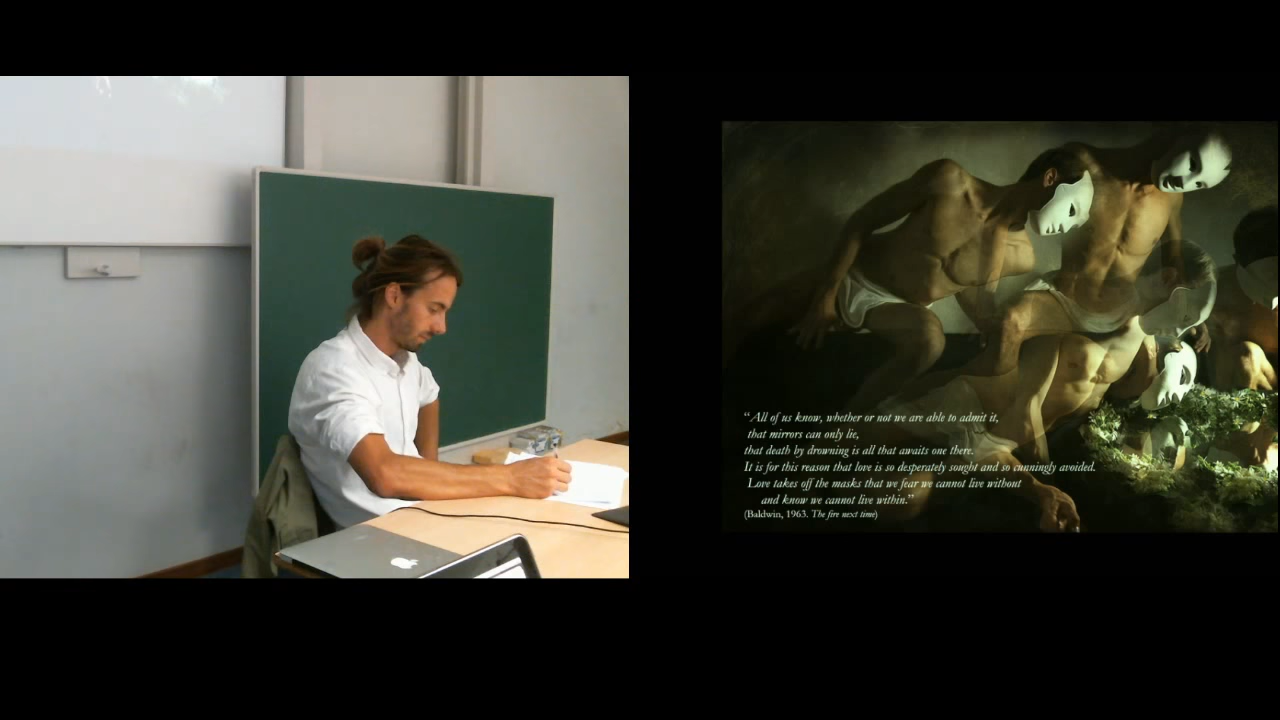 “All of us know, whether or not we are able to admit it,
that mirrors can only lie,
that death by drowning is all that awaits one there.
It is for this reason that love is so desperately sought and so cunningly avoided.
Love takes off the masks that we fear we cannot live without
and know we cannot live within.”
(Baldwin, 1963. The fire next time)